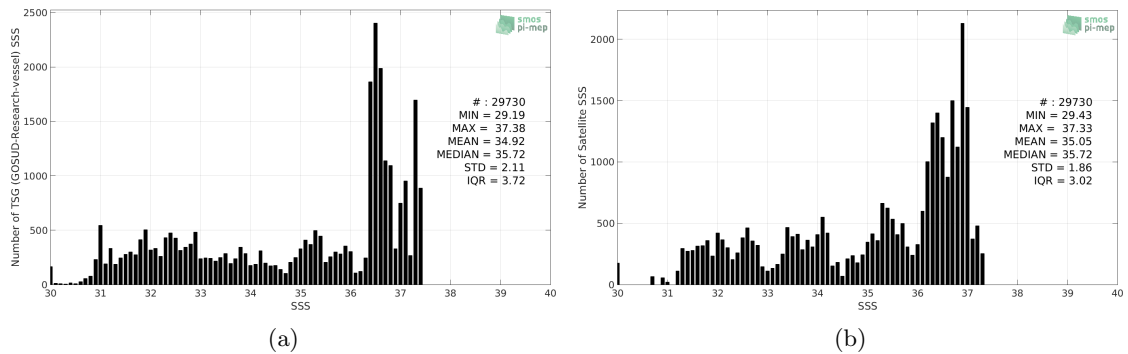 Number of TSG (GOSUD-Research-vessel) SSS
2500
2000
1500
1000
500
0
30 31 32 33 34 35 36 37 38 39 40
SSS
smos
pi-mep
# : 29730
MIN = 29.19
MAX = 37.38
MEAN = 34.92
MEDIAN = 35.72
STD = 2.11
IQR = 3.72
(a)
Number of Satellite SSS
2000
1500
1000
500
0
30 31 32 33 34 35 36 37 38 39 40
SSS
smos
pi-mep
# : 29730
MIN = 29.43
MAX = 37.33
MEAN = 35.05
MEDIAN = 35.72
STD = 1.86
IQR = 3.02
(b)